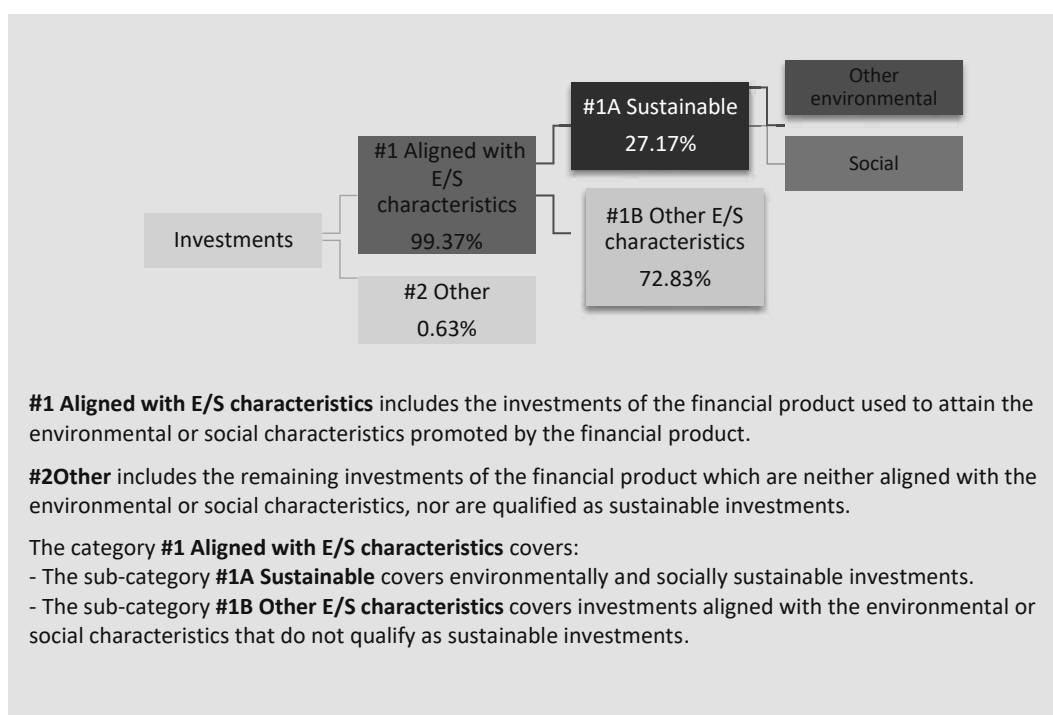 Investments
#1 Aligned with
E/S
characteristics
99.37%
#2 Other
0.63%
#1A Sustainable
27.17%
#1B Other E/S
characteristics
72.83%
Other
environmental
Social
#1 Aligned with E/S characteristics includes the investments of the financial product used to attain the
environmental or social characteristics promoted by the financial product.
#2Other includes the remaining investments of the financial product which are neither aligned with the
environmental or social characteristics, nor are qualified as sustainable investments.
The category #1 Aligned with E/S characteristics covers:
- The sub-category #1A Sustainable covers environmentally and socially sustainable investments.
- The sub-category #1B Other E/S characteristics covers investments aligned with the environmental or
social characteristics that do not qualify as sustainable investments.